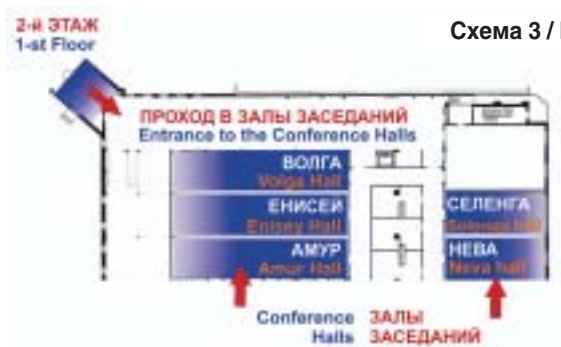 2-й ЭТАЖ
1-st Floor
Схема 3 /
ПРОХОД В ЗАЛЫ ЗАСЕДАНИЙ
Entrance to the Conference Halls
ВОЛГА
Volga Hall
ЕНИСЕЙ
Enisey Hall
АМУР
Amur Hall
СЕЛЕНГА
hall
НЕВА
Neva hall
Conference Halls
ЗАЛЫ ЗАСЕДАНИЙ